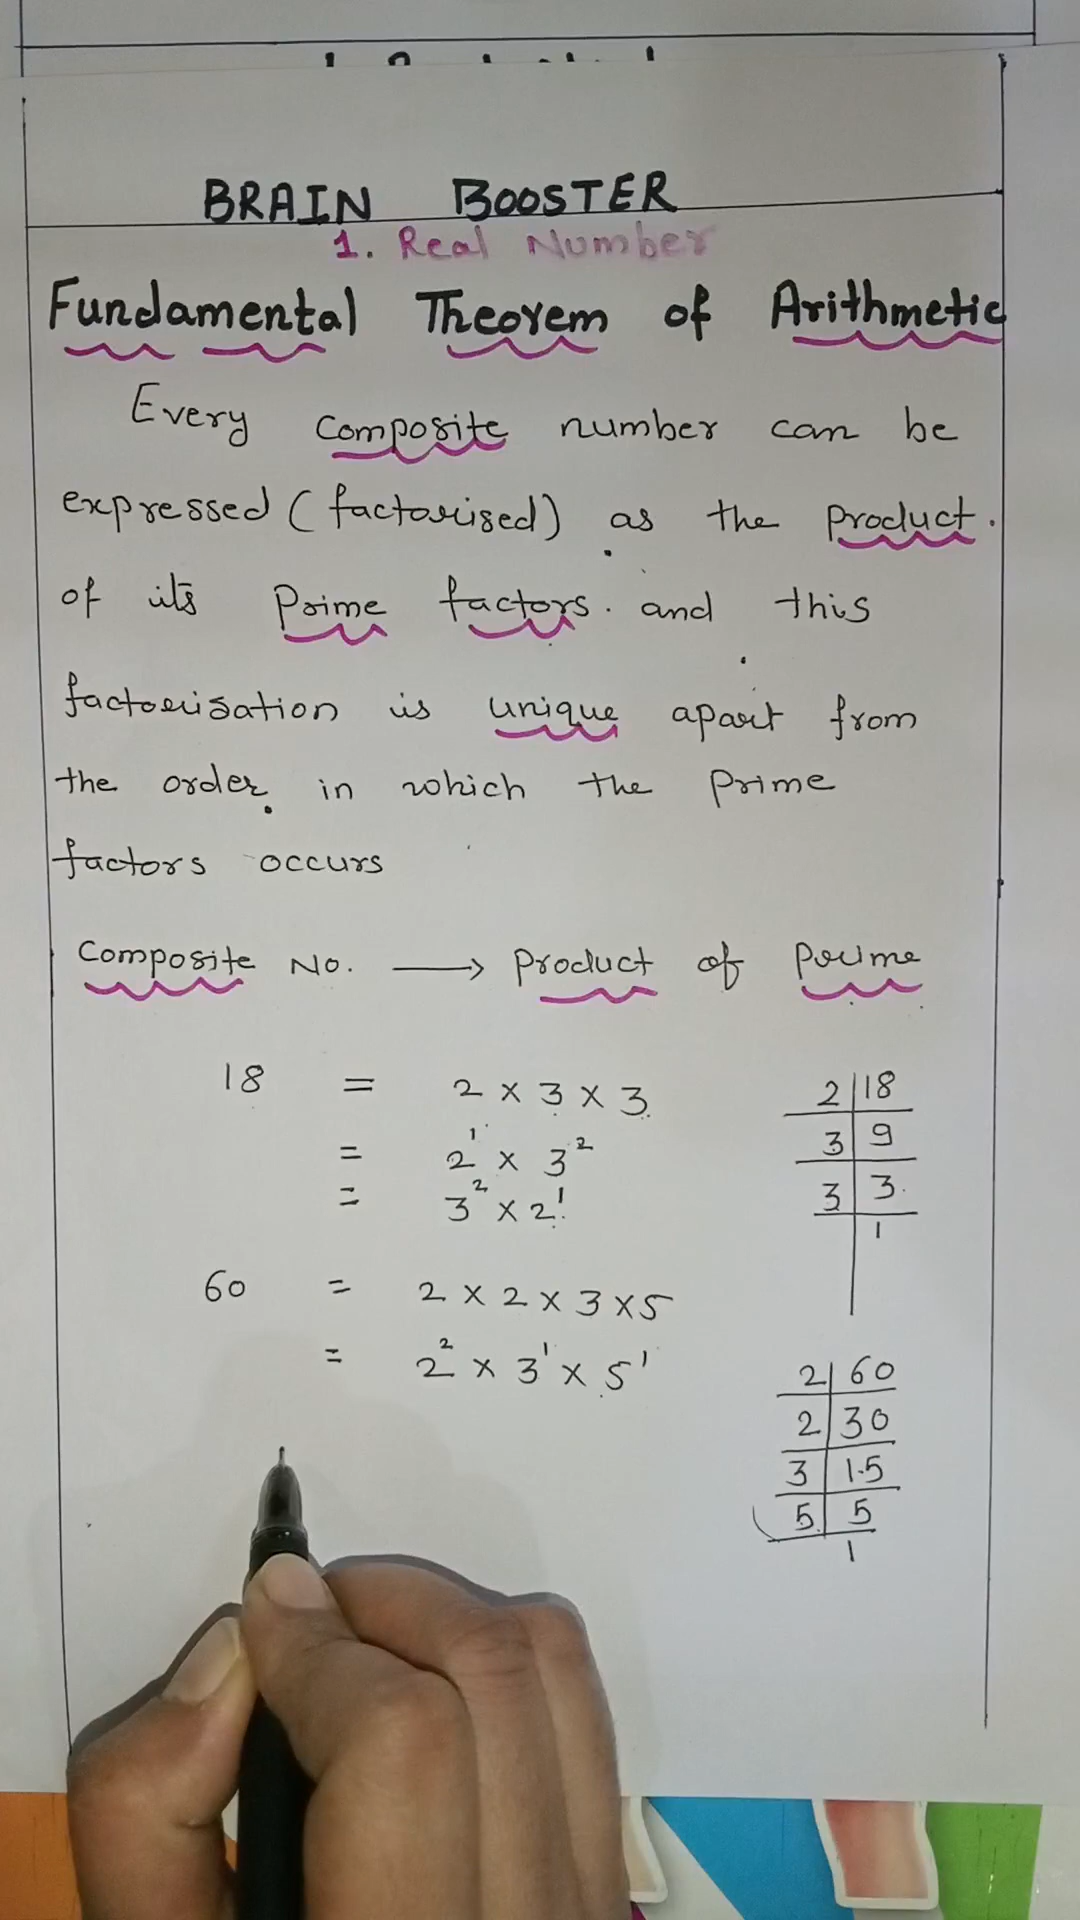 BRAIN BOOSTER
1. Real Number
Fundamental Theorem of Arithmetic
Every composite number can be
expressed (factorised) as the product.
of its Prime factors. and this
factorisation is unique apart from
the order in which the prime
factors occurs
Composite No. ⟶ Product of Prime
18 = 2 × 3 × 3
= 2¹ × 3²
= 3² × 2¹
2 | 18
3 | 9
3 | 3
1
60 = 2 × 2 × 3 × 5
= 2² × 3¹ × 5¹
2 | 60
2 | 30
3 | 15
5 | 5
1